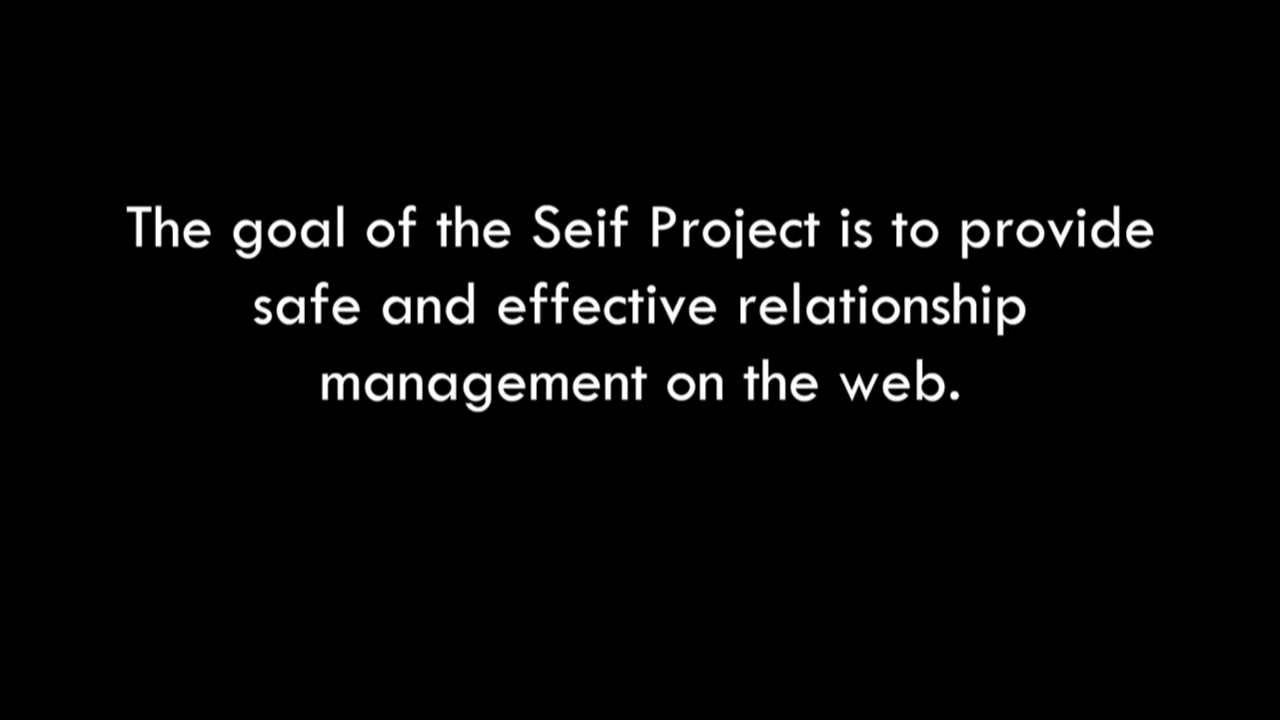 The goal of the Seif Project is to provide
safe and effective relationship
management on the web.